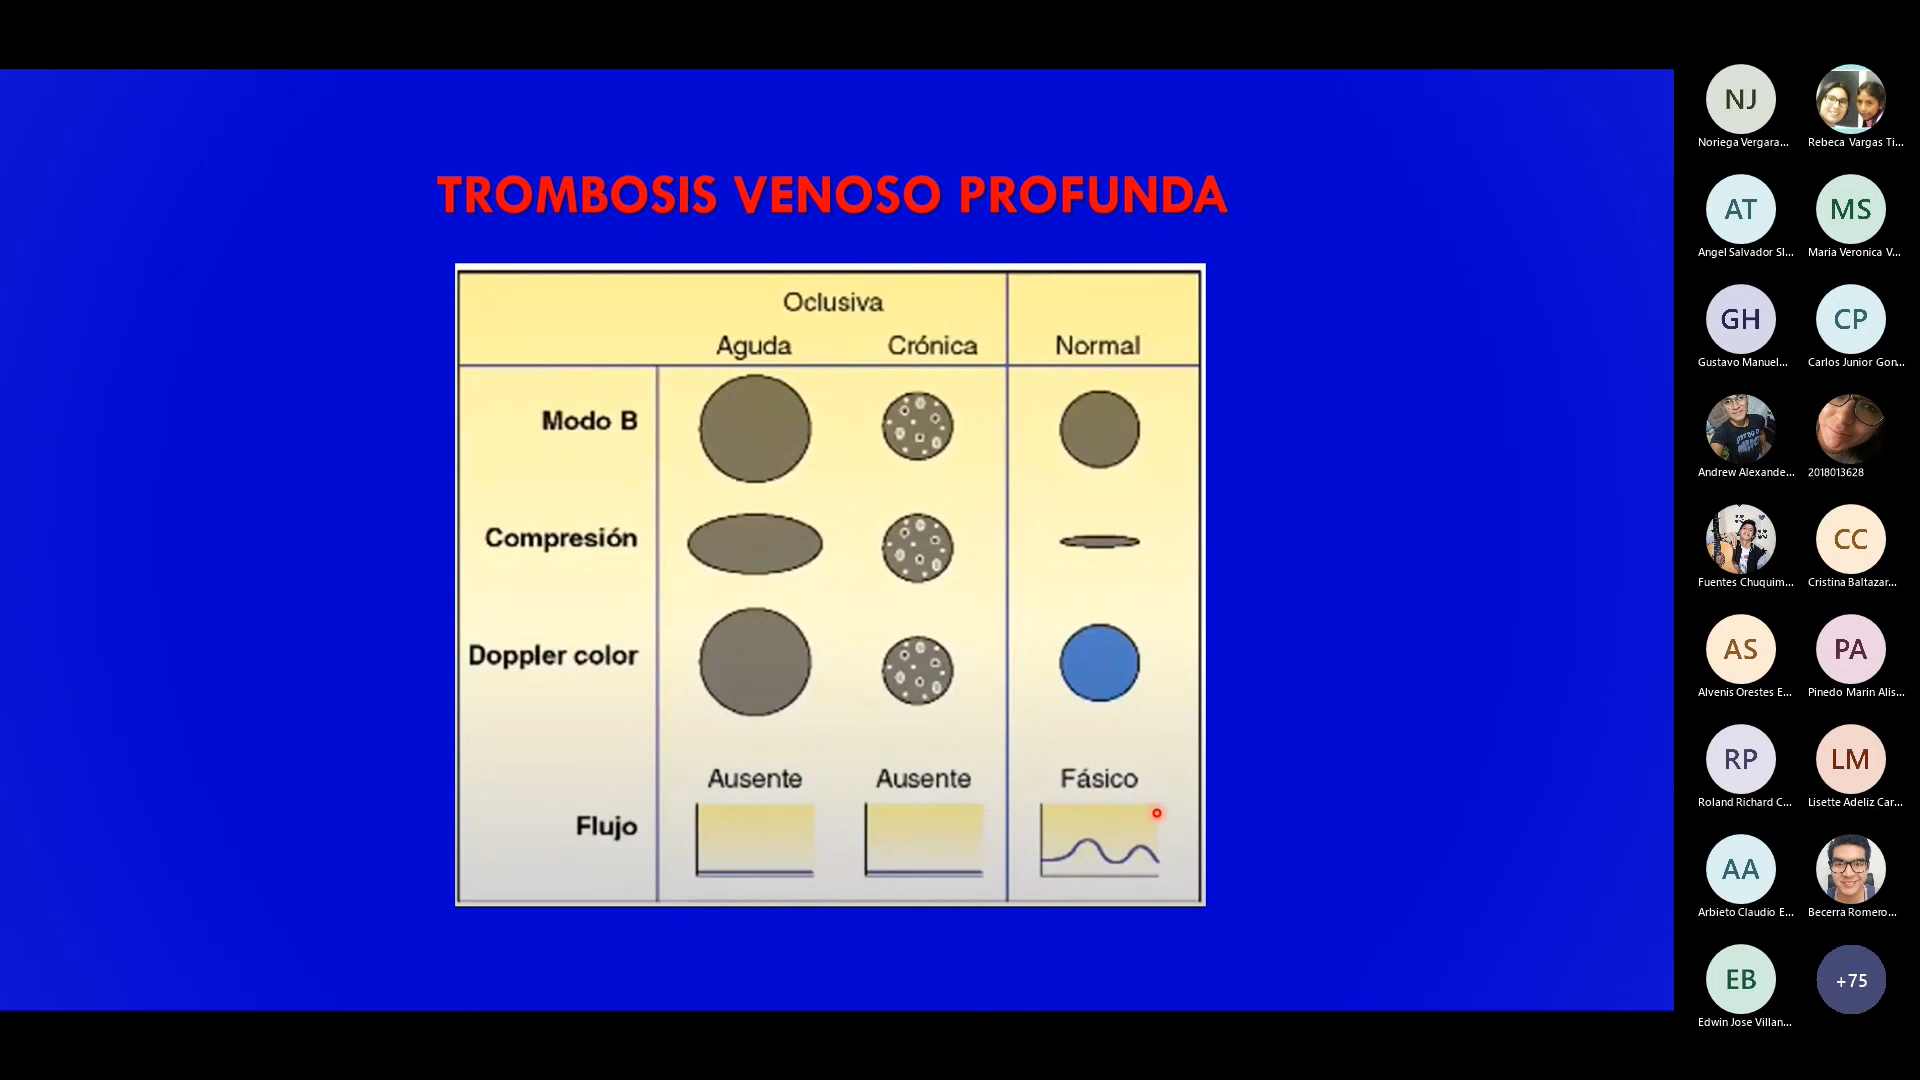 TROMBOSIS VENOSO PROFUNDA
Oclusiva
Aguda Crónica Normal
Modo B
Compresión
Doppler color
Ausente Ausente Fásico
Flujo
NJ
Noriega Vergara...
Rebeca Vargas Ti...
AT
Angel Salvador Sl...
MS
Maria Veronica V...
GH
Gustavo Manuel...
CP
Carlos Junior Gon...
Andrew Alexande...
2018013628
Fuentes Chuquim...
CC
Cristina Baltazar...
AS
Alvenis Orestes E...
PA
Pinedo Marin Alis...
RP
Roland Richard C...
LM
Lisette Adeliz Car...
AA
Arbieto Claudio E...
Becerra Romero...
EB
Edwin Jose Villan...
+75